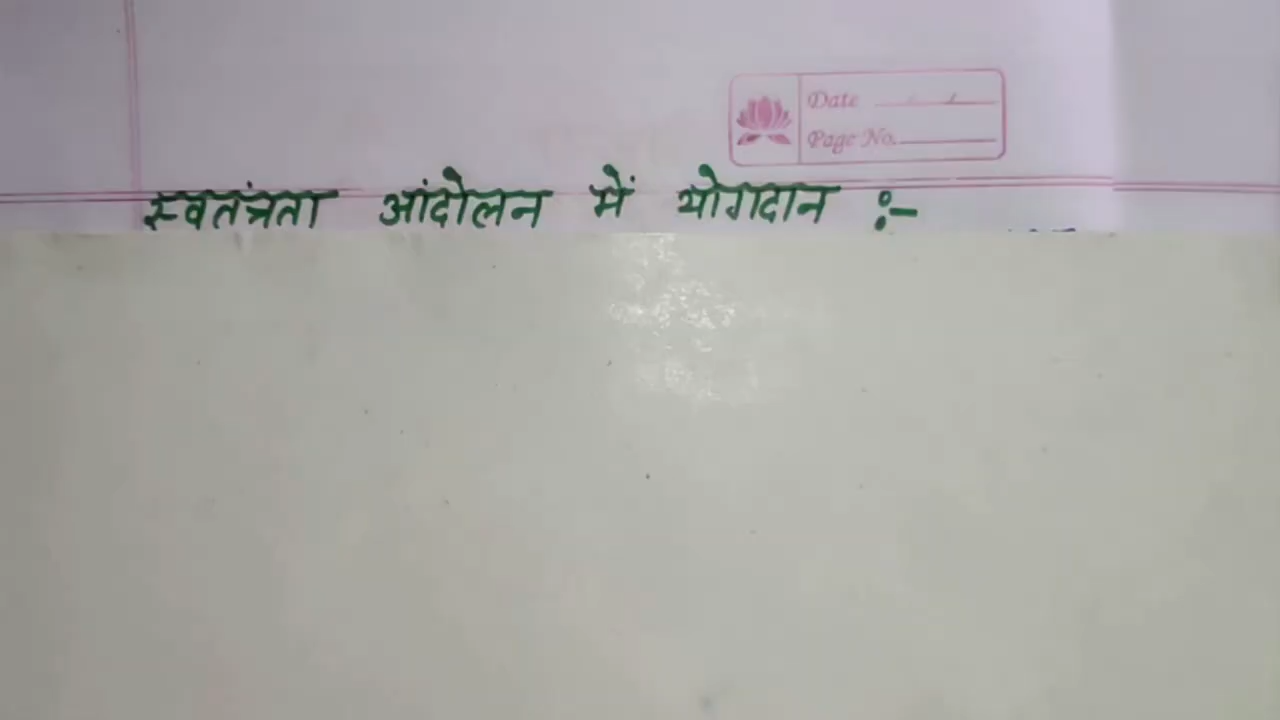 Date
Page No.
स्वतंत्रता आंदोलन में योगदान :-